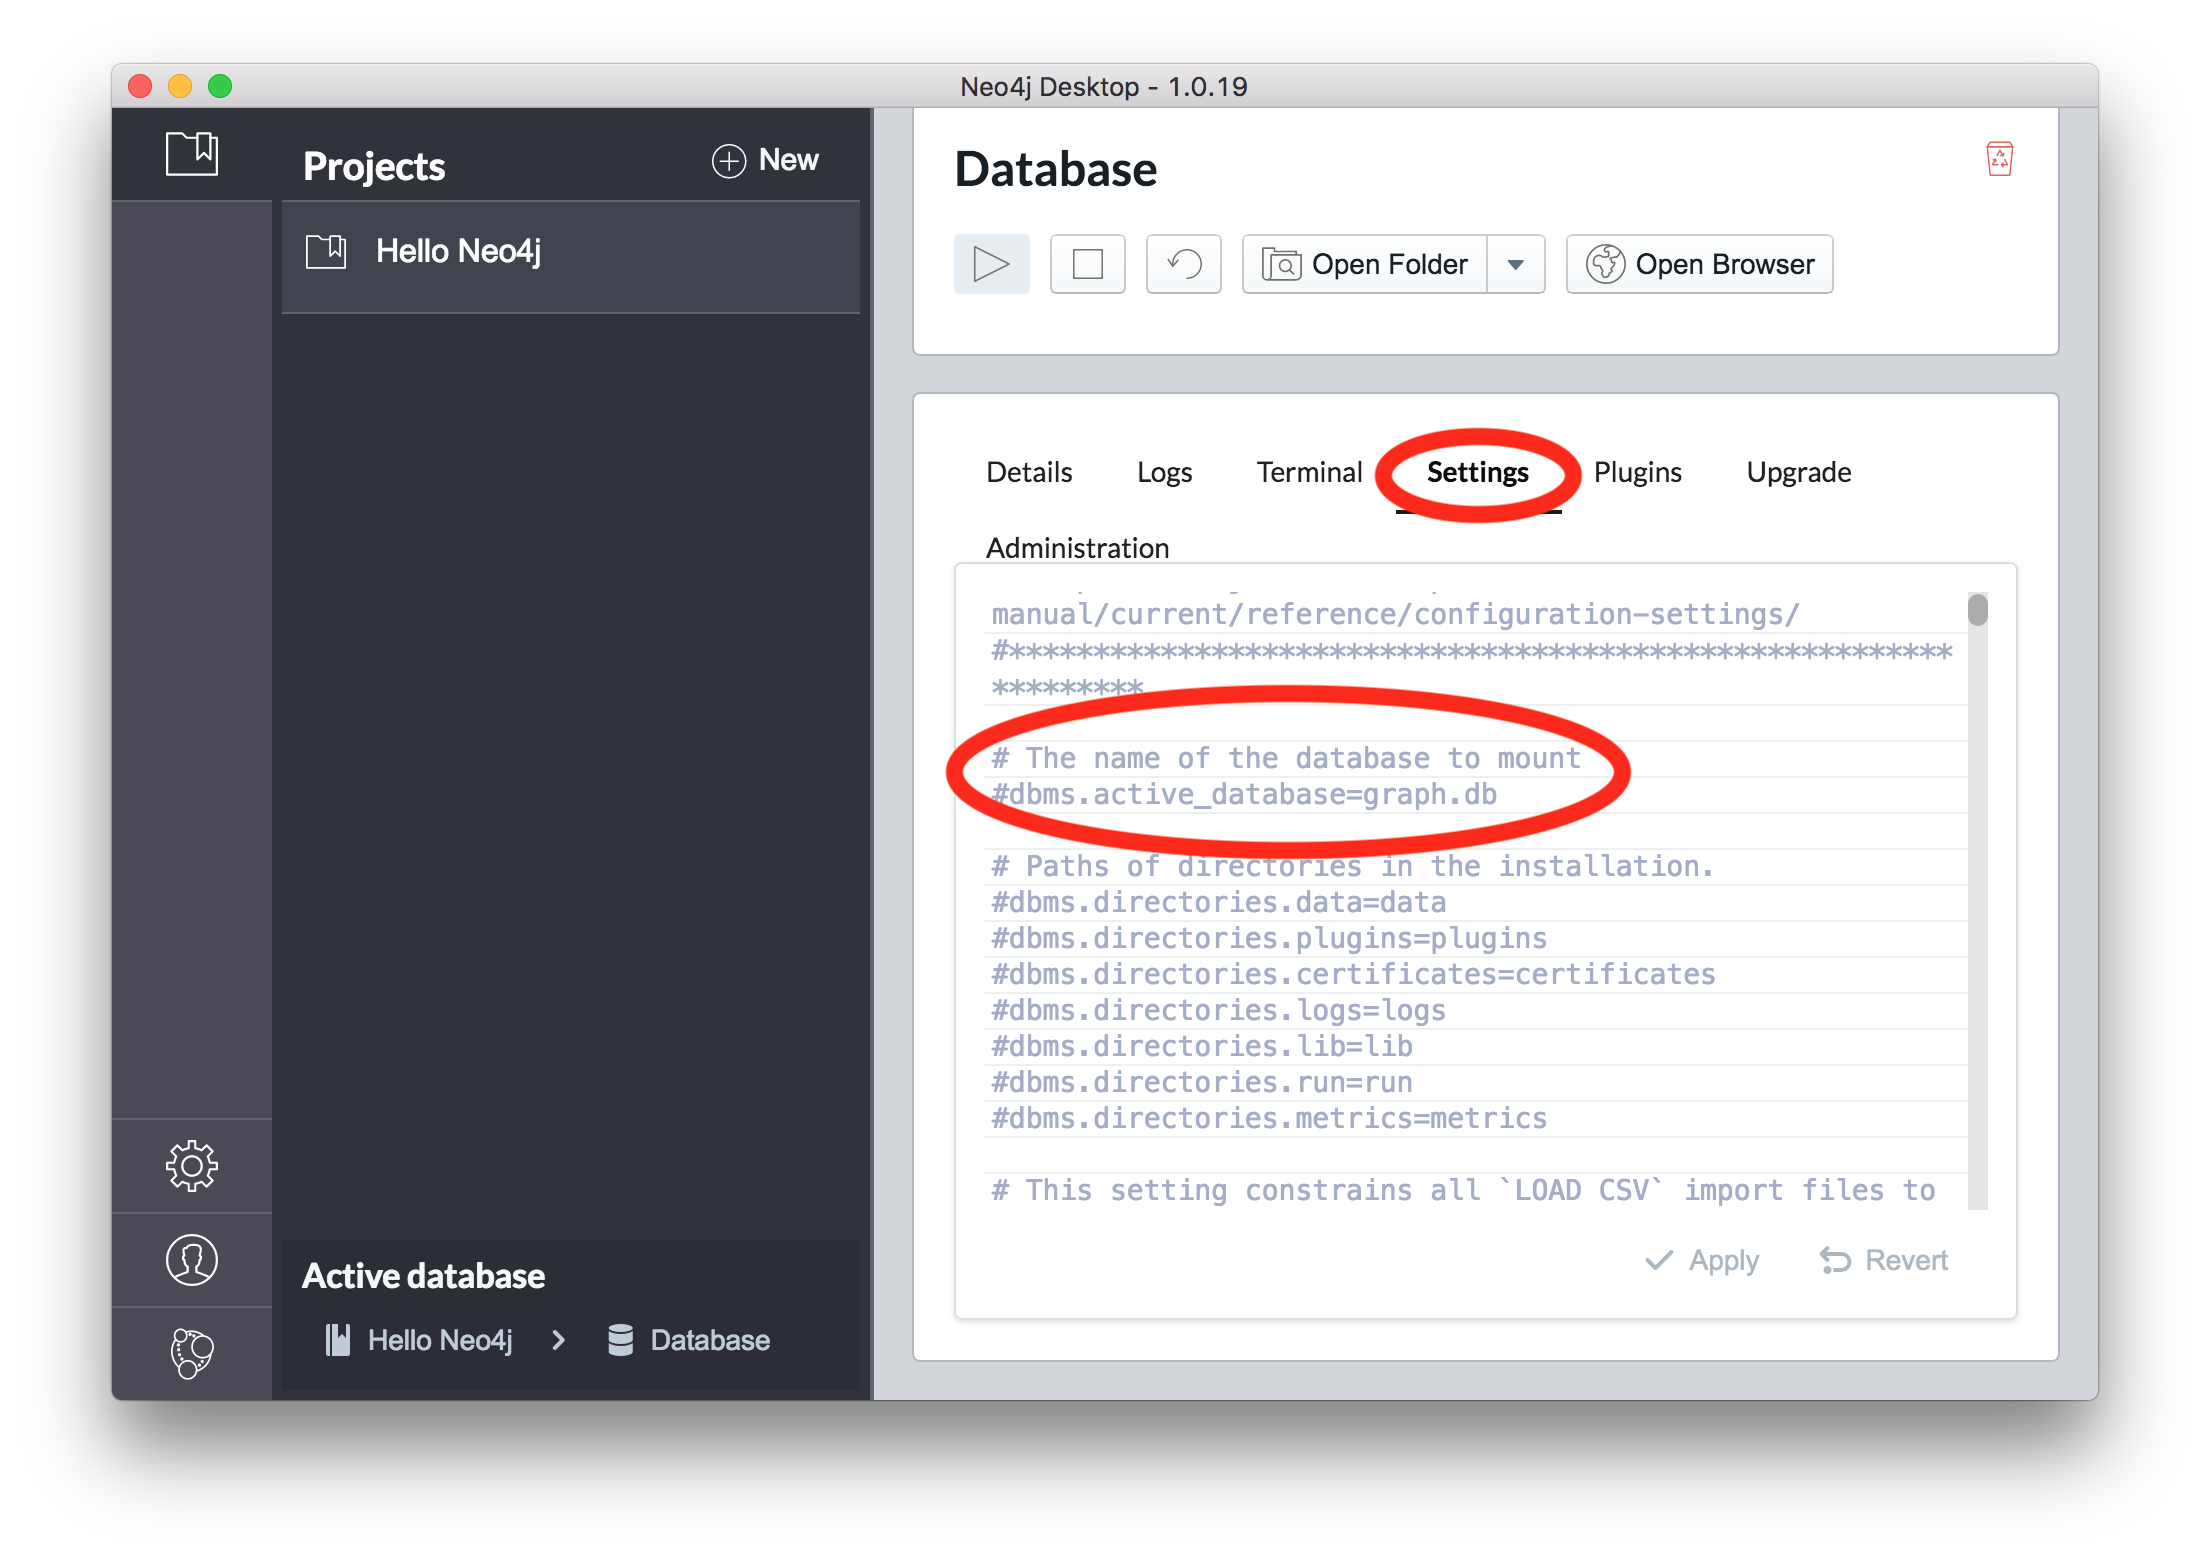 Neo4j Desktop - 1.0.19
Projects
New
Hello Neo4j
Active database
Hello Neo4j > Database
Database
Open Folder
Open Browser
Details Logs Terminal Settings Plugins Upgrade
Administration
manual/current/reference/configuration-settings/
#********************************************************
*********
# The name of the database to mount
#dbms.active_database=graph.db
# Paths of directories in the installation.
#dbms.directories.data=data
#dbms.directories.plugins=plugins
#dbms.directories.certificates=certificates
#dbms.directories.logs=logs
#dbms.directories.lib=lib
#dbms.directories.run=run
#dbms.directories.metrics=metrics
# This setting constrains all `LOAD CSV` import files to
Apply Revert